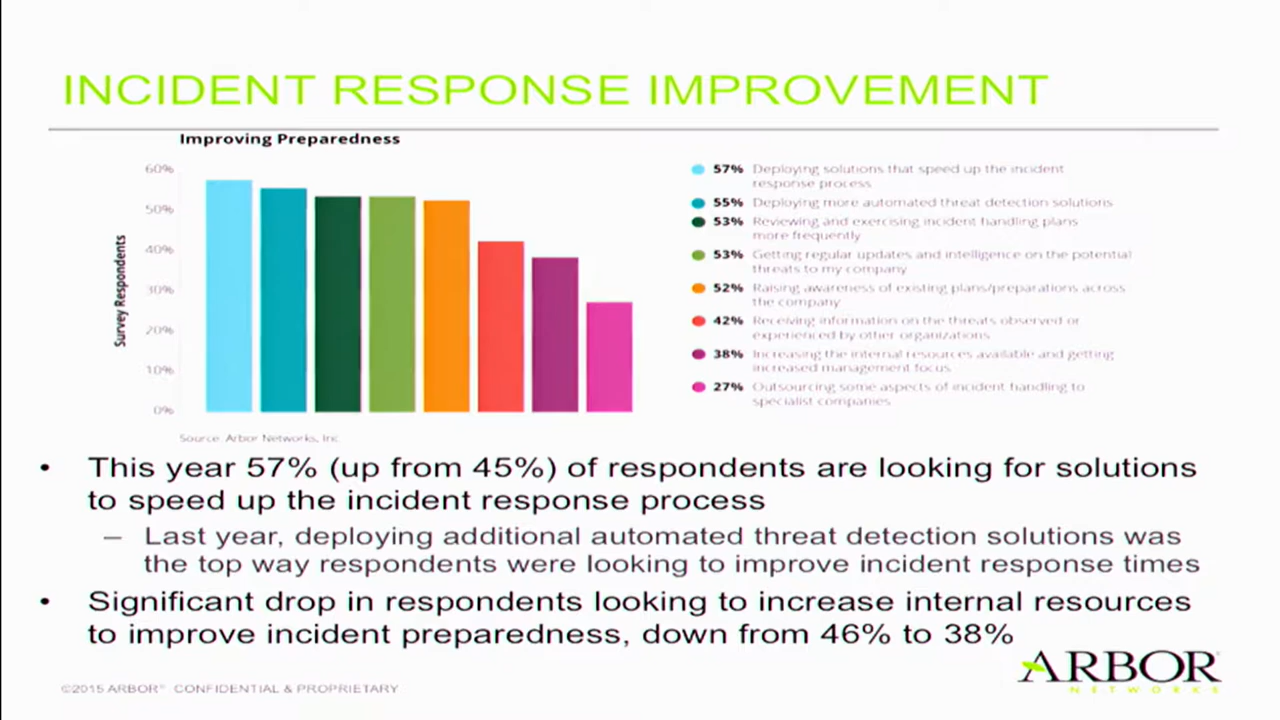 INCIDENT RESPONSE IMPROVEMENT
Improving Preparedness
Survey Respondents
60%
50%
40%
30%
20%
10%
0%
57% Deploying solutions that speed up the incident
response process
55% Deploying more automated threat detection solutions
53% Reviewing and exercising incident handling plans
more frequently
53% Getting regular updates and intelligence on the potential
threats to my company
52% Raising awareness of existing plans/preparations across
the company
42% Receiving information on the threats observed or
experienced by other organizations
38% Increasing the internal resources available and getting
increased management focus
27% Outsourcing some aspects of incident handling to
specialist companies
Source: Arbor Networks, Inc.
• This year 57% (up from 45%) of respondents are looking for solutions
to speed up the incident response process
– Last year, deploying additional automated threat detection solutions was
the top way respondents were looking to improve incident response times
• Significant drop in respondents looking to increase internal resources
to improve incident preparedness, down from 46% to 38%
©2015 ARBOR® CONFIDENTIAL & PROPRIETARY
ARBOR®
NETWORKS